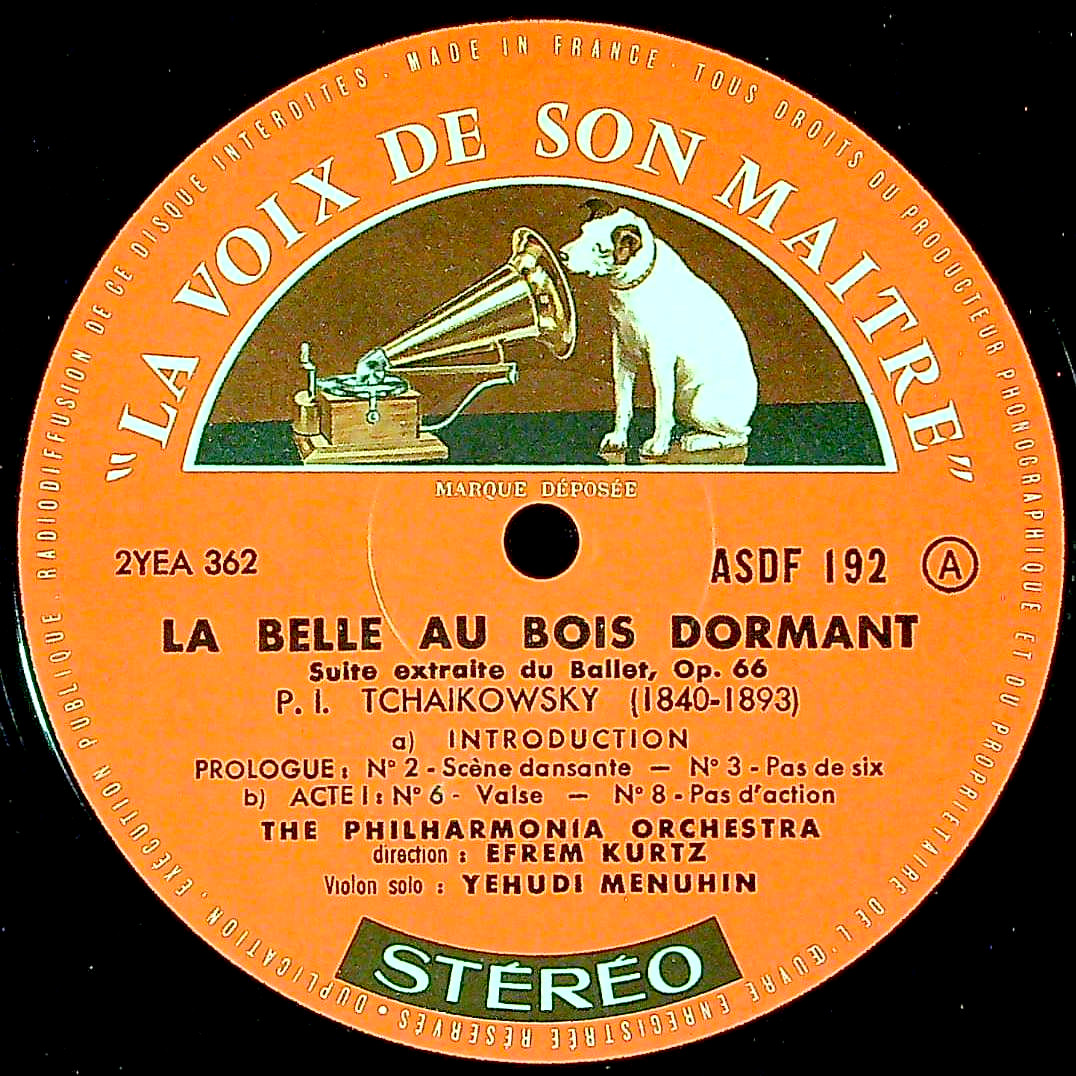 MADE IN FRANCE · TOUS DROITS DU PRODUCTEUR PHONOGRAPHIQUE ET DU PROPRIETAIRE DE L'ŒUVRE ENREGISTRÉE RÉSERVÉS • DUPLICATION, EXÉCUTION PUBLIQUE, RADIODIFFUSION DE CE DISQUE INTERDITES ·
"LA VOIX DE SON MAITRE"
MARQUE DÉPOSÉE
2YEA 362
ASDF 192 A
LA BELLE AU BOIS DORMANT
Suite extraite du Ballet, Op. 66
P. I. TCHAIKOWSKY (1840-1893)
a) INTRODUCTION
PROLOGUE : N° 2 - Scène dansante — N° 3 - Pas de six
b) ACTE I : N° 6 - Valse — N° 8 - Pas d'action
THE PHILHARMONIA ORCHESTRA
direction : EFREM KURTZ
Violon solo : YEHUDI MENUHIN
STÉRÉO